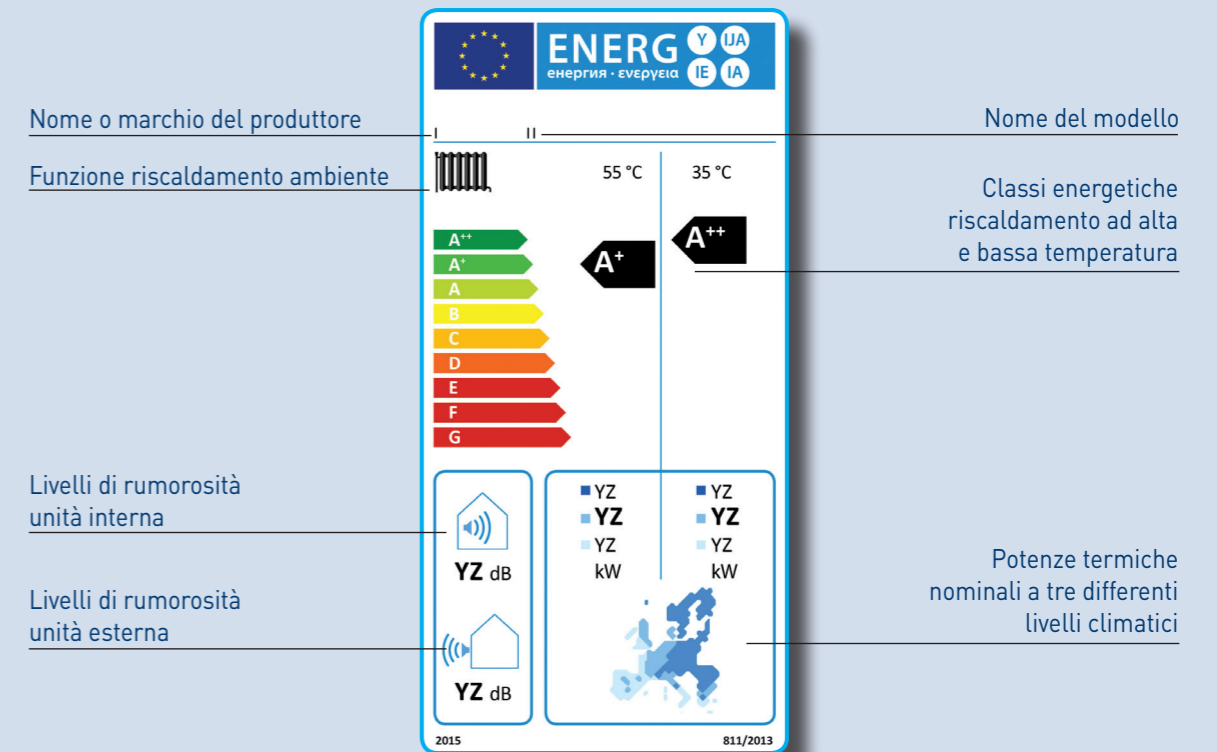 ENERG
Y IJA
IE IA
енергия · ενεργεια
Nome o marchio del produttore
I II
Nome del modello
Funzione riscaldamento ambiente
55 °C 35 °C
Classi energetiche
riscaldamento ad alta
e bassa temperatura
A++
A+
A
B
C
D
E
F
G
A+
A++
Livelli di rumorosità
unità interna
YZ dB
Livelli di rumorosità
unità esterna
YZ dB
YZ YZ
YZ YZ
YZ YZ
kW kW
Potenze termiche
nominali a tre differenti
livelli climatici
2015 811/2013